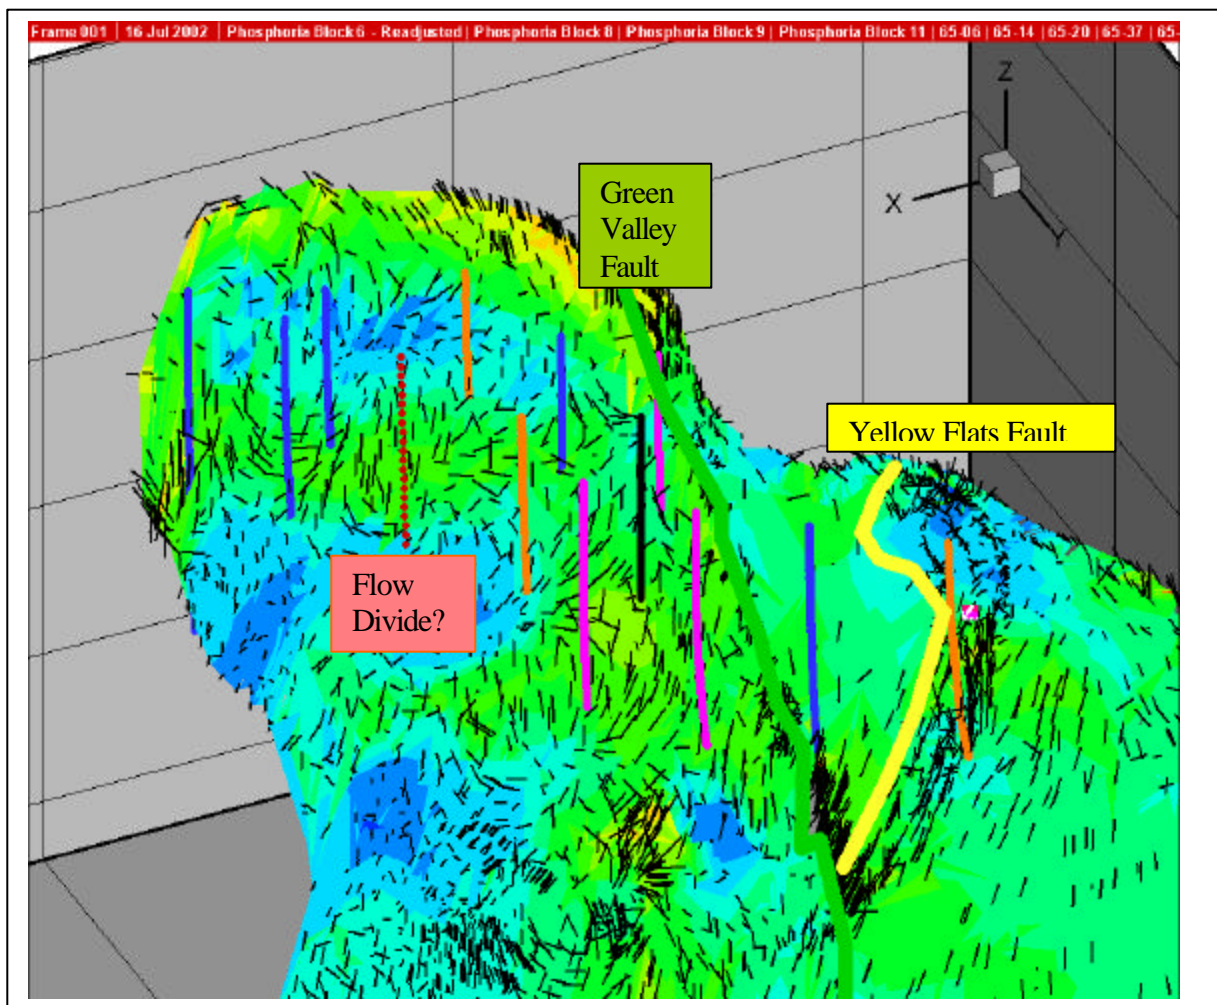 Frame 001 | 16 Jul 2002 | Phosphoria Block 6 - Readjusted | Phosphoria Block 8 | Phosphoria Block 9 | Phosphoria Block 11 | 65-06 | 65-14 | 65-20 | 65-37 | 65-
Z
Green
Valley
Fault
X
Y
Yellow Flats Fault
Flow
Divide?